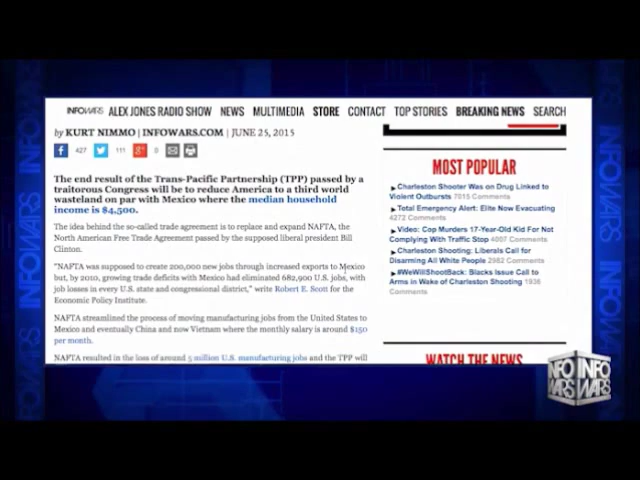 INFOWARS ALEX JONES RADIO SHOW NEWS MULTIMEDIA STORE CONTACT TOP STORIES BREAKING NEWS SEARCH
by KURT NIMMO | INFOWARS.COM | JUNE 25, 2015
427 111 0
The end result of the Trans-Pacific Partnership (TPP) passed by a
traitorous Congress will be to reduce America to a third world
wasteland on par with Mexico where the median household
income is $4,500.
The idea behind the so-called trade agreement is to replace and expand NAFTA, the
North American Free Trade Agreement passed by the supposed liberal president Bill
Clinton.
"NAFTA was supposed to create 200,000 new jobs through increased exports to Mexico
but, by 2010, growing trade deficits with Mexico had eliminated 682,900 U.S. jobs, with
job losses in every U.S. state and congressional district," write Robert E. Scott for the
Economic Policy Institute.
NAFTA streamlined the process of moving manufacturing jobs from the United States to
Mexico and eventually China and now Vietnam where the monthly salary is around $150
per month.
NAFTA resulted in the loss of around 5 million U.S. manufacturing jobs and the TPP will
MOST POPULAR
Charleston Shooter Was on Drug Linked to
Violent Outbursts 7015 Comments
Total Emergency Alert: Elite Now Evacuating
4272 Comments
Video: Cop Murders 17-Year-Old Kid For Not
Complying With Traffic Stop 4007 Comments
Charleston Shooting: Liberals Call for
Disarming All White People 2982 Comments
#WeWillShootBack: Blacks Issue Call to
Arms in Wake of Charleston Shooting 1936
Comments
WATCH THE NEWS
INFO INFO
WARS WARS
INFOWARS
INFOWARS